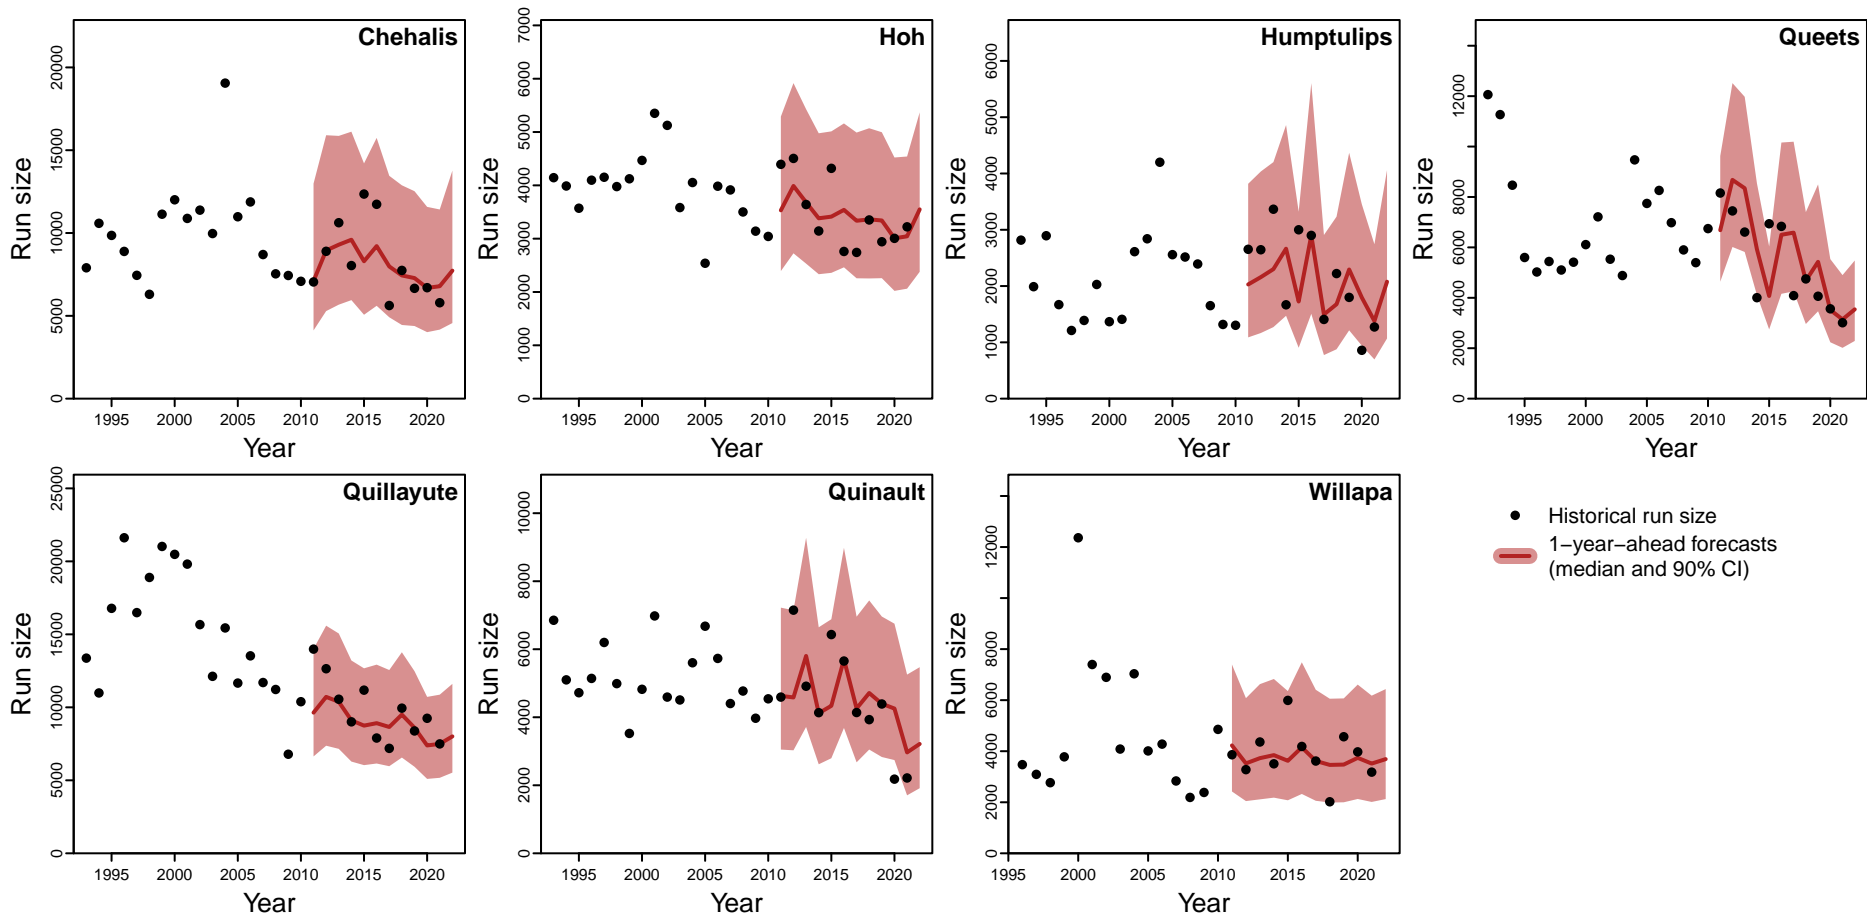 Chehalis
Run size
0 5000 10000 15000 20000
1995 2000 2005 2010 2015 2020
Year
Hoh
Run size
0 1000 2000 3000 4000 5000 6000 7000
1995 2000 2005 2010 2015 2020
Year
Humptulips
Run size
0 1000 2000 3000 4000 5000 6000
1995 2000 2005 2010 2015 2020
Year
Queets
Run size
0 2000 4000 6000 8000 12000
1995 2000 2005 2010 2015 2020
Year
Quillayute
Run size
0 5000 10000 15000 20000 25000
1995 2000 2005 2010 2015 2020
Year
Quinault
Run size
0 2000 4000 6000 8000 10000
1995 2000 2005 2010 2015 2020
Year
Willapa
Run size
0 2000 4000 6000 8000 12000
1995 2000 2005 2010 2015 2020
Year
Historical run size
1−year−ahead forecasts
(median and 90% CI)